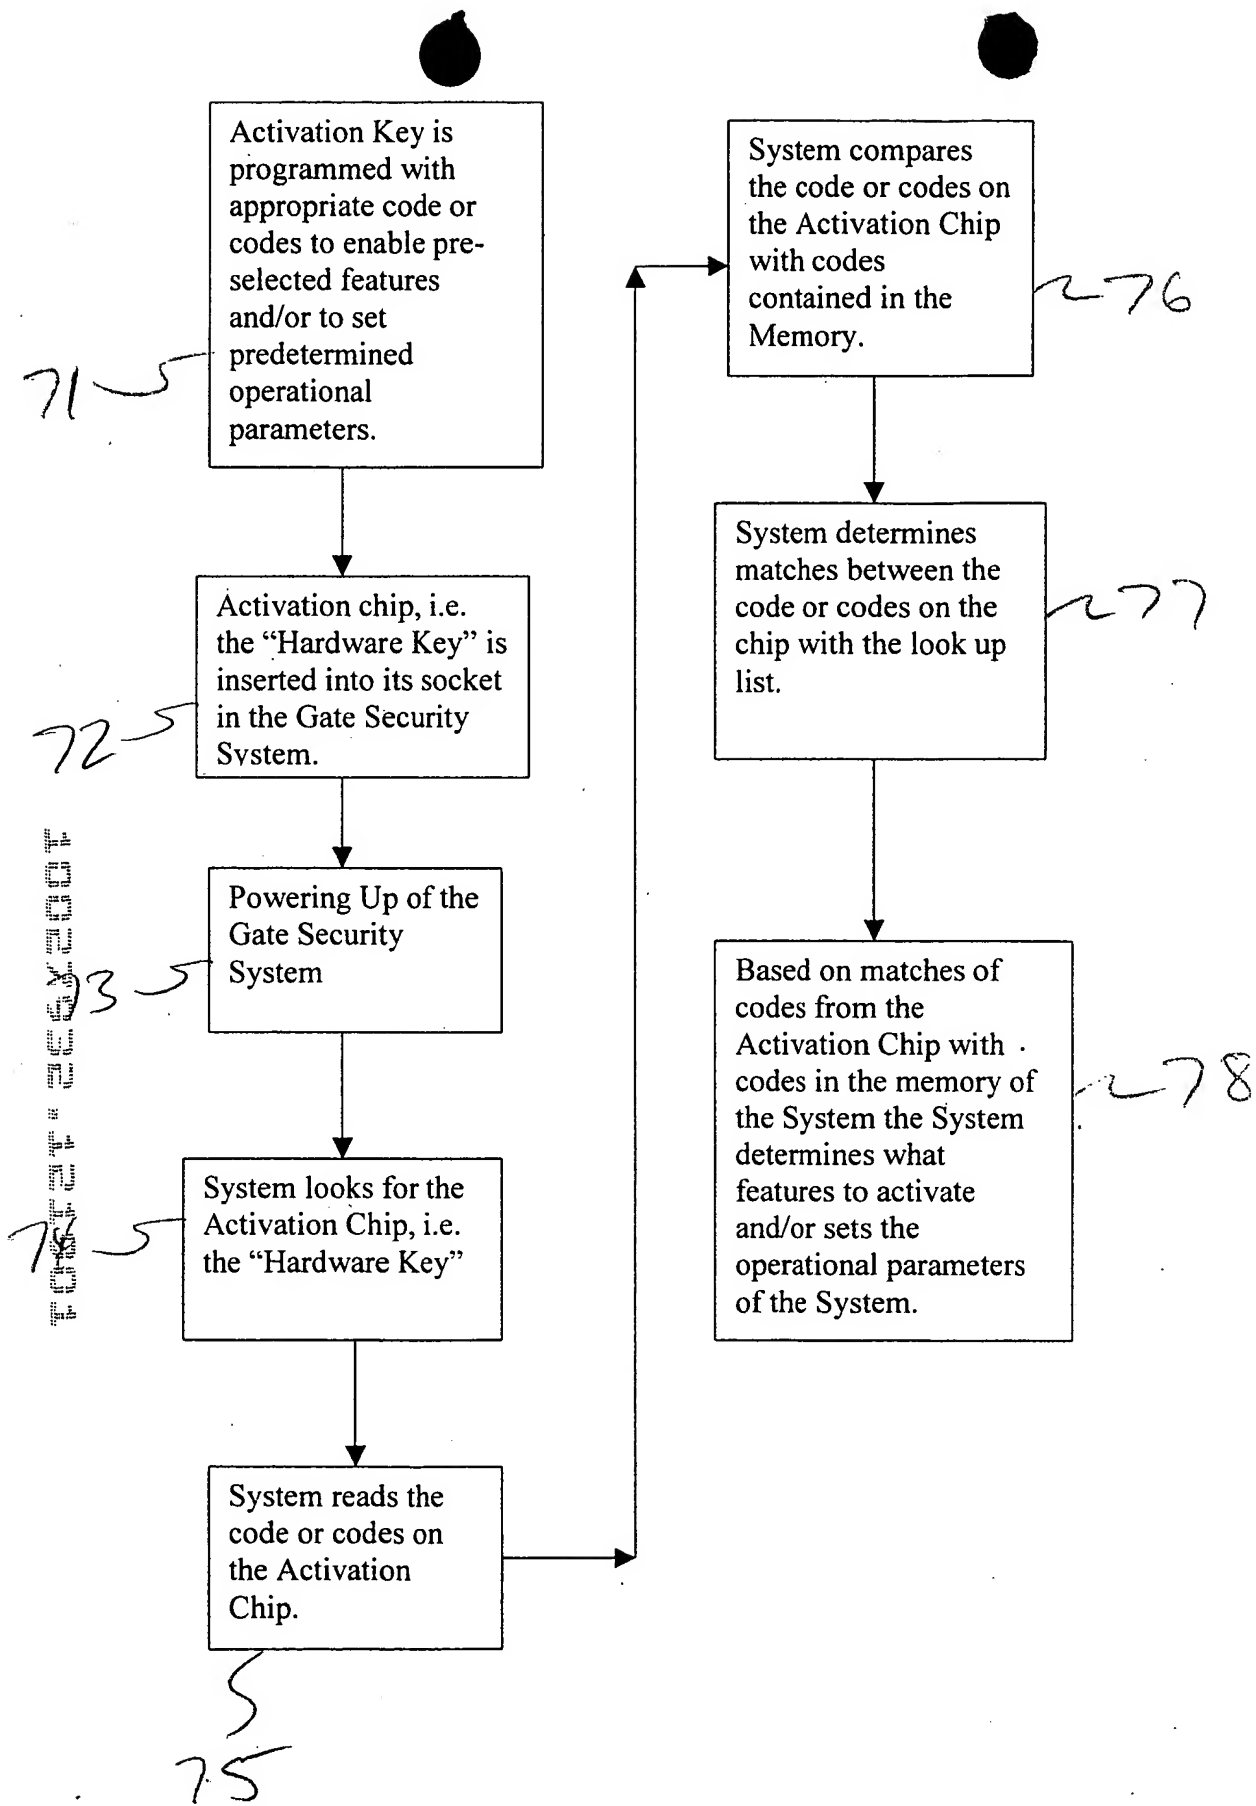 Activation Key is
programmed with
appropriate code or
codes to enable pre-
selected features
and/or to set
predetermined
operational
parameters.
71
Activation chip, i.e.
the “Hardware Key” is
inserted into its socket
in the Gate Security
System.
72
Powering Up of the
Gate Security
System
73
System looks for the
Activation Chip, i.e.
the “Hardware Key”
74
System reads the
code or codes on
the Activation
Chip.
75
System compares
the code or codes on
the Activation Chip
with codes
contained in the
Memory.
76
System determines
matches between the
code or codes on the
chip with the look up
list.
77
Based on matches of
codes from the
Activation Chip with
codes in the memory of
the System the System
determines what
features to activate
and/or sets the
operational parameters
of the System.
78